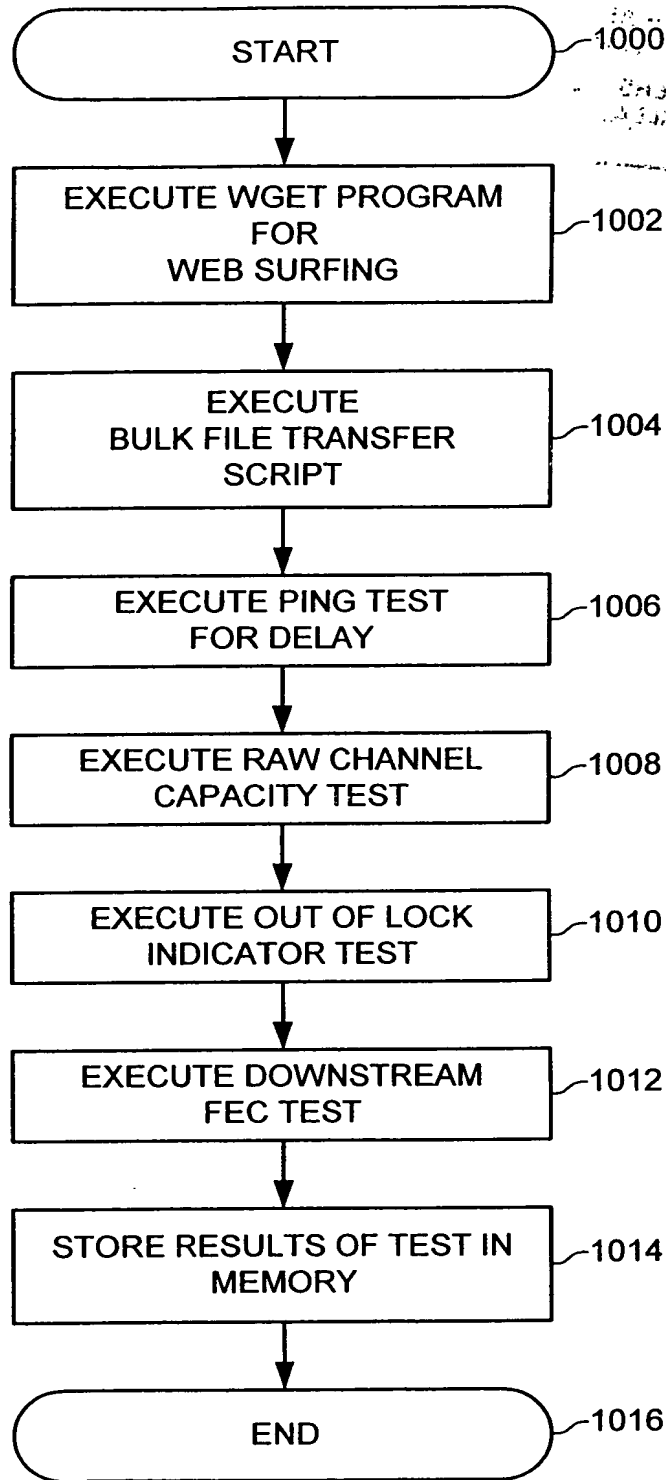 START
1000
EXECUTE WGET PROGRAM
FOR
WEB SURFING
1002
EXECUTE
BULK FILE TRANSFER
SCRIPT
1004
EXECUTE PING TEST
FOR DELAY
1006
EXECUTE RAW CHANNEL
CAPACITY TEST
1008
EXECUTE OUT OF LOCK
INDICATOR TEST
1010
EXECUTE DOWNSTREAM
FEC TEST
1012
STORE RESULTS OF TEST IN
MEMORY
1014
END
1016